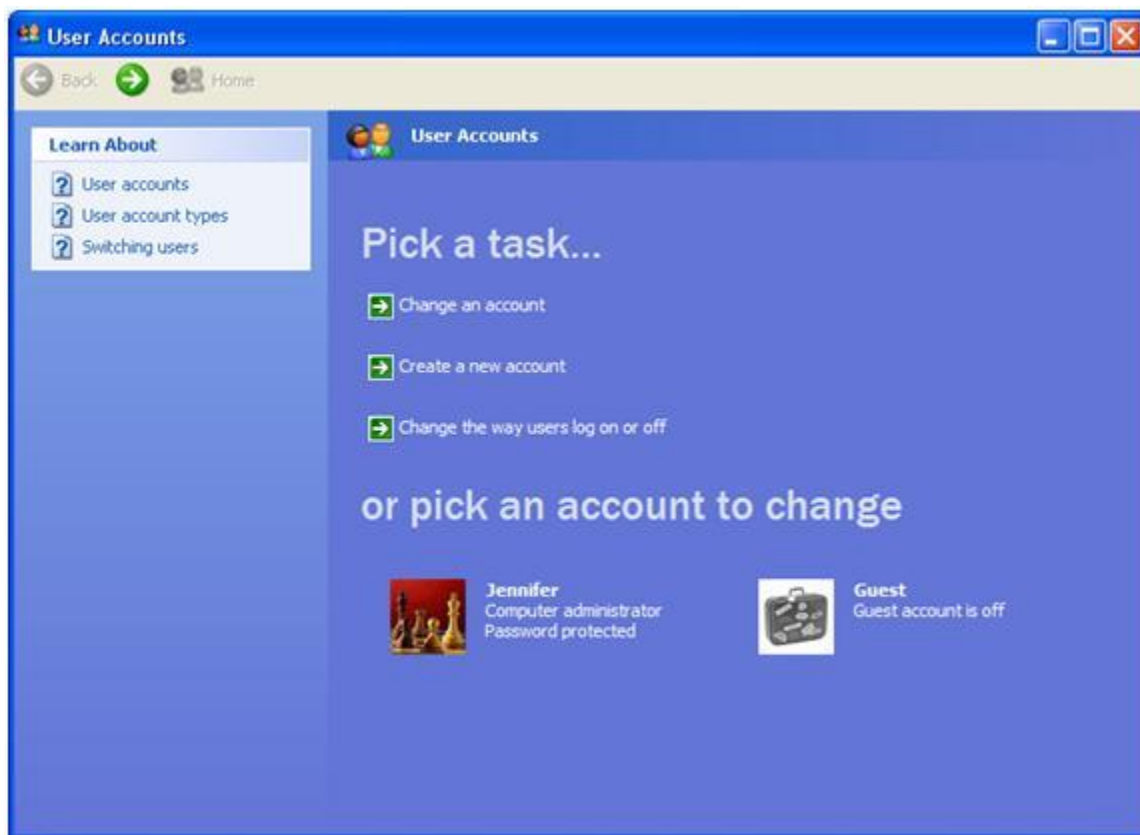 User Accounts
Back Home
Learn About
User accounts
User account types
Switching users
User Accounts
Pick a task...
Change an account
Create a new account
Change the way users log on or off
or pick an account to change
Jennifer
Computer administrator
Password protected
Guest
Guest account is off